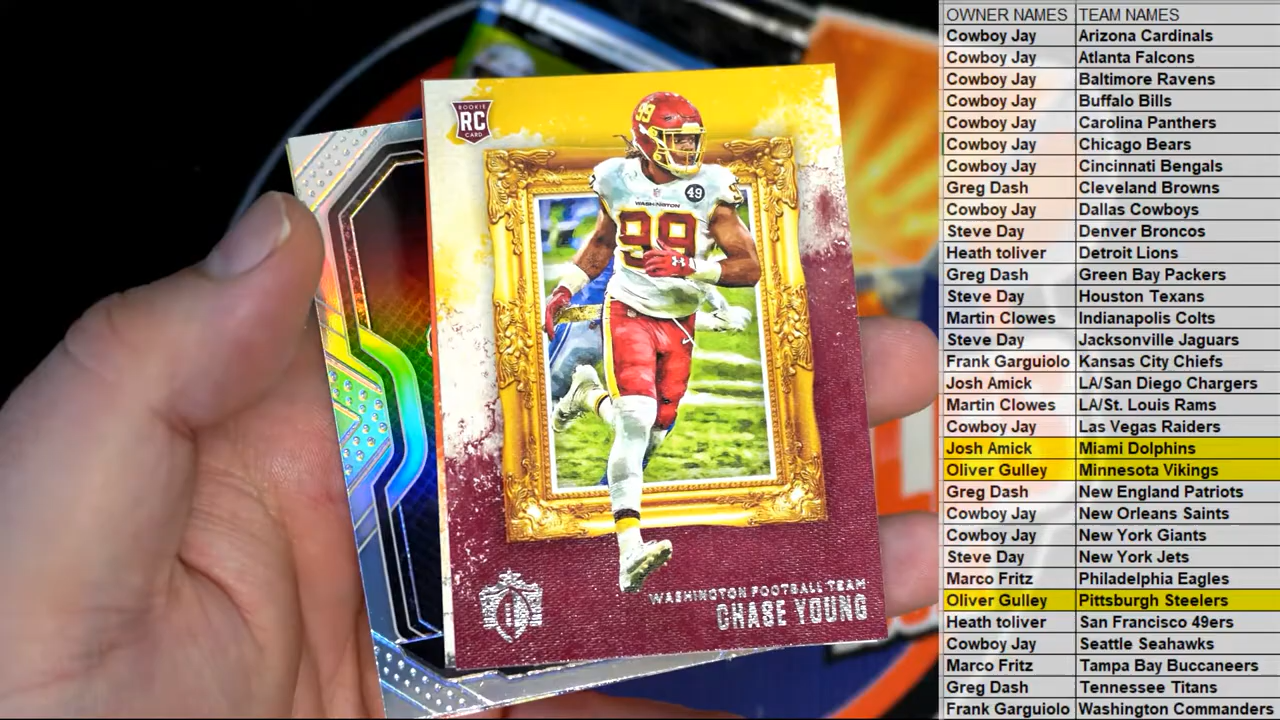 ROOKIE
RC
CARD
99
49
WASHINGTON
99
WASHINGTON FOOTBALL TEAM
CHASE YOUNG
OWNER NAMES TEAM NAMES
Cowboy Jay Arizona Cardinals
Cowboy Jay Atlanta Falcons
Cowboy Jay Baltimore Ravens
Cowboy Jay Buffalo Bills
Cowboy Jay Carolina Panthers
Cowboy Jay Chicago Bears
Cowboy Jay Cincinnati Bengals
Greg Dash Cleveland Browns
Cowboy Jay Dallas Cowboys
Steve Day Denver Broncos
Heath toliver Detroit Lions
Greg Dash Green Bay Packers
Steve Day Houston Texans
Martin Clowes Indianapolis Colts
Steve Day Jacksonville Jaguars
Frank Garguiolo Kansas City Chiefs
Josh Amick LA/San Diego Chargers
Martin Clowes LA/St. Louis Rams
Cowboy Jay Las Vegas Raiders
Josh Amick Miami Dolphins
Oliver Gulley Minnesota Vikings
Greg Dash New England Patriots
Cowboy Jay New Orleans Saints
Cowboy Jay New York Giants
Steve Day New York Jets
Marco Fritz Philadelphia Eagles
Oliver Gulley Pittsburgh Steelers
Heath toliver San Francisco 49ers
Cowboy Jay Seattle Seahawks
Marco Fritz Tampa Bay Buccaneers
Greg Dash Tennessee Titans
Frank Garguiolo Washington Commanders